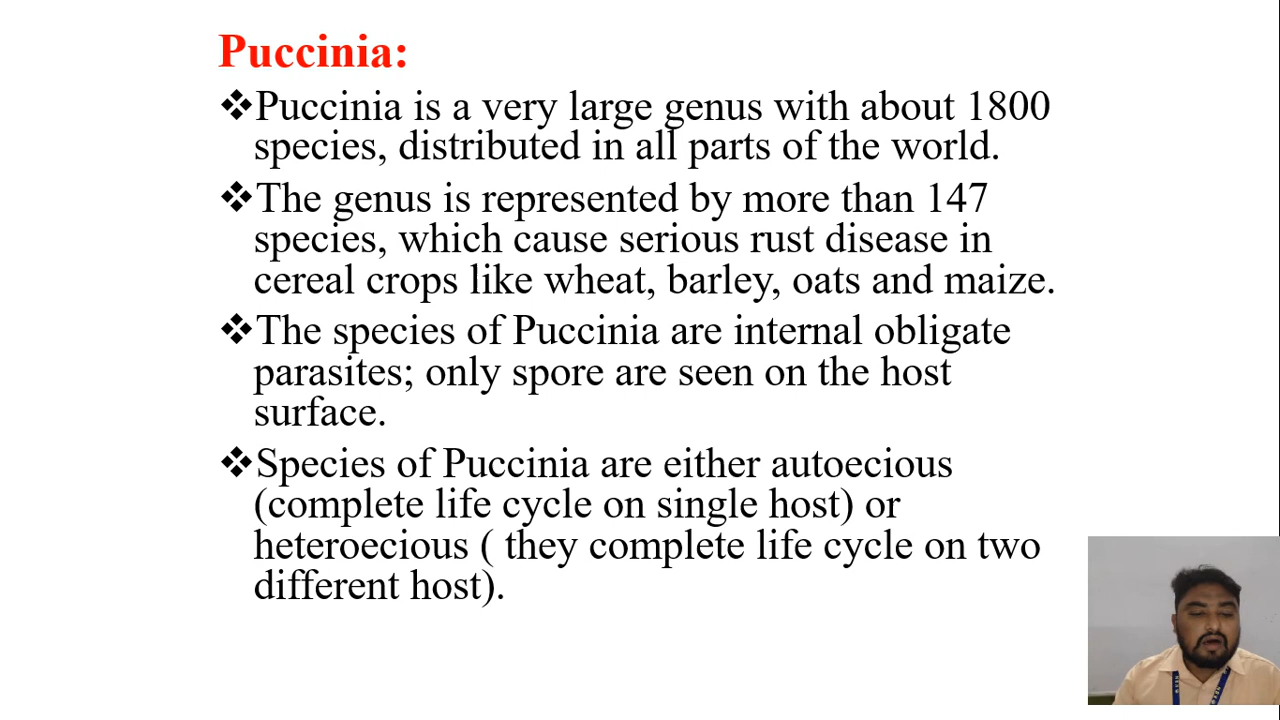 Puccinia:
❖Puccinia is a very large genus with about 1800
species, distributed in all parts of the world.
❖The genus is represented by more than 147
species, which cause serious rust disease in
cereal crops like wheat, barley, oats and maize.
❖The species of Puccinia are internal obligate
parasites; only spore are seen on the host
surface.
❖Species of Puccinia are either autoecious
(complete life cycle on single host) or
heteroecious ( they complete life cycle on two
different host).